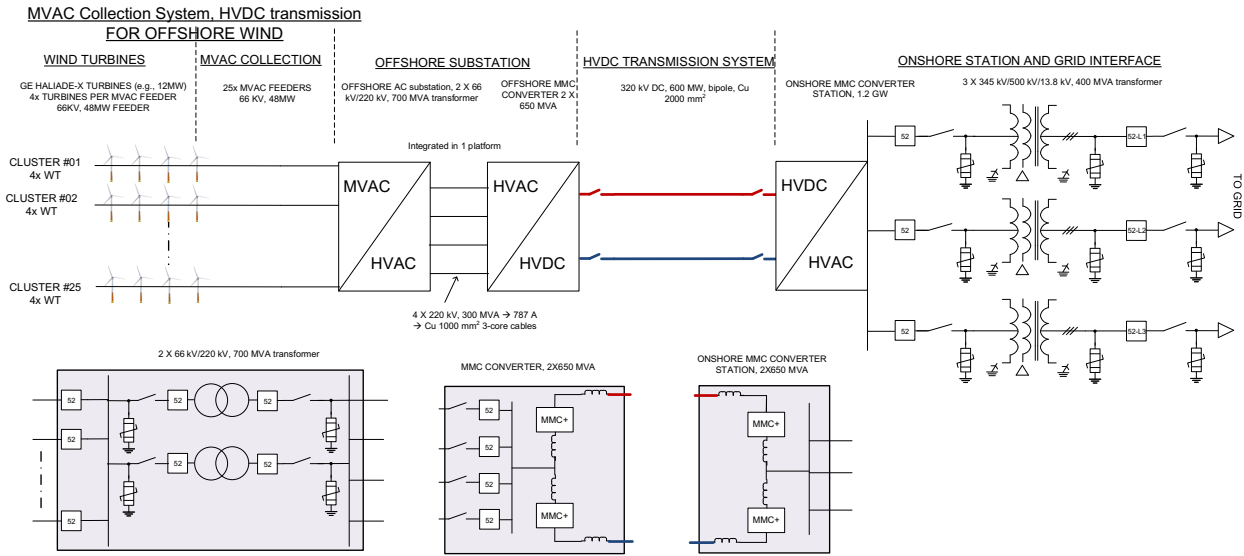 MVAC Collection System, HVDC transmission
FOR OFFSHORE WIND
WIND TURBINES
MVAC COLLECTION
OFFSHORE SUBSTATION
HVDC TRANSMISSION SYSTEM
ONSHORE STATION AND GRID INTERFACE
GE HALIADE-X TURBINES (e.g., 12MW)
4x TURBINES PER MVAC FEEDER
66KV, 48MW FEEDER
25x MVAC FEEDERS
66 KV, 48MW
OFFSHORE AC substation, 2 X 66
kV/220 kV, 700 MVA transformer
OFFSHORE MMC
CONVERTER 2 X
650 MVA
320 kV DC, 600 MW, bipole, Cu
2000 mm²
ONSHORE MMC CONVERTER
STATION, 1.2 GW
3 X 345 kV/500 kV/13.8 kV, 400 MVA transformer
Integrated in 1 platform
CLUSTER #01
4x WT
CLUSTER #02
4x WT
CLUSTER #25
4x WT
MVAC
HVAC
HVAC
HVDC
HVDC
HVAC
4 X 220 kV, 300 MVA → 787 A
→ Cu 1000 mm² 3-core cables
52
52-L1
52
52-L2
52
52-L3
TO GRID
2 X 66 kV/220 kV, 700 MVA transformer
52
52
52
52
52
52
52
MMC CONVERTER, 2X650 MVA
52
52
52
52
MMC+
MMC+
ONSHORE MMC CONVERTER
STATION, 2X650 MVA
MMC+
MMC+